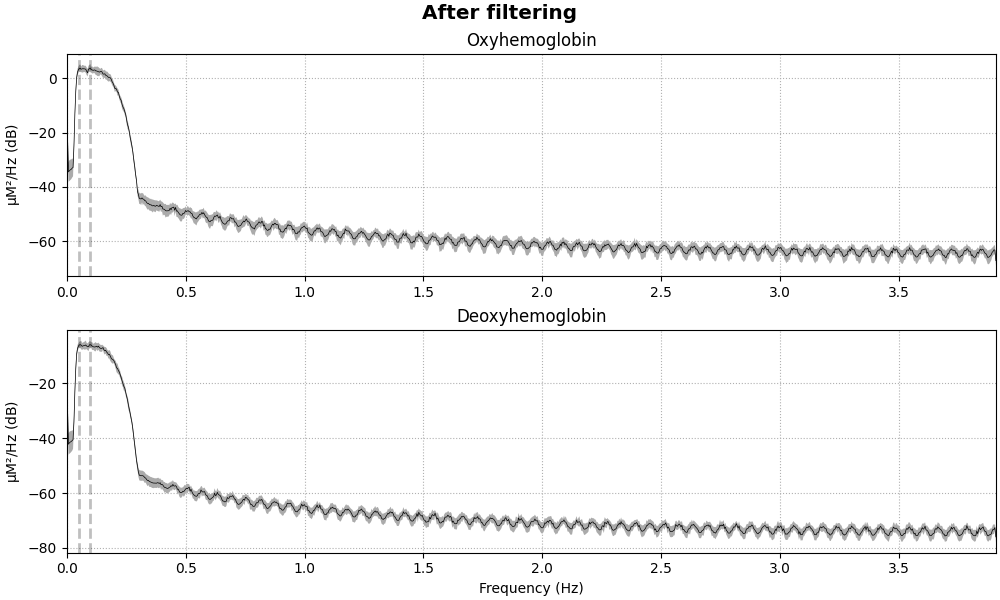 After filtering
Oxyhemoglobin
µM²/Hz (dB)
0
−20
−40
−60
0.0 0.5 1.0 1.5 2.0 2.5 3.0 3.5
Deoxyhemoglobin
µM²/Hz (dB)
−20
−40
−60
−80
0.0 0.5 1.0 1.5 2.0 2.5 3.0 3.5
Frequency (Hz)